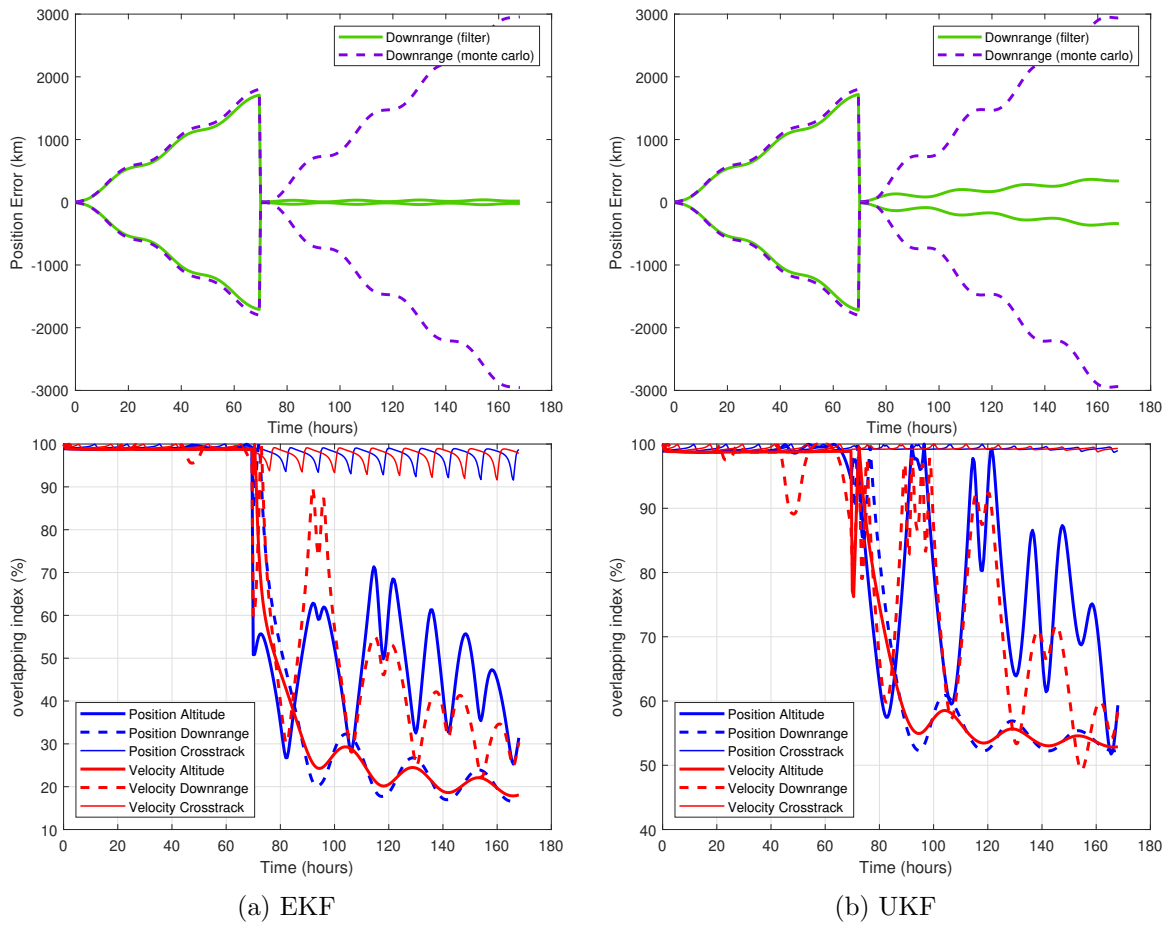 3000
2000
1000
0
-1000
-2000
-3000
Position Error (km)
Downrange (filter)
Downrange (monte carlo)
0 20 40 60 80 100 120 140 160 180
Time (hours)
3000
2000
1000
0
-1000
-2000
-3000
Position Error (km)
Downrange (filter)
Downrange (monte carlo)
0 20 40 60 80 100 120 140 160 180
Time (hours)
100
90
80
70
60
50
40
30
20
10
overlapping index (%)
Position Altitude
Position Downrange
Position Crosstrack
Velocity Altitude
Velocity Downrange
Velocity Crosstrack
0 20 40 60 80 100 120 140 160 180
Time (hours)
(a) EKF
100
90
80
70
60
50
40
overlapping index (%)
Position Altitude
Position Downrange
Position Crosstrack
Velocity Altitude
Velocity Downrange
Velocity Crosstrack
0 20 40 60 80 100 120 140 160 180
Time (hours)
(b) UKF